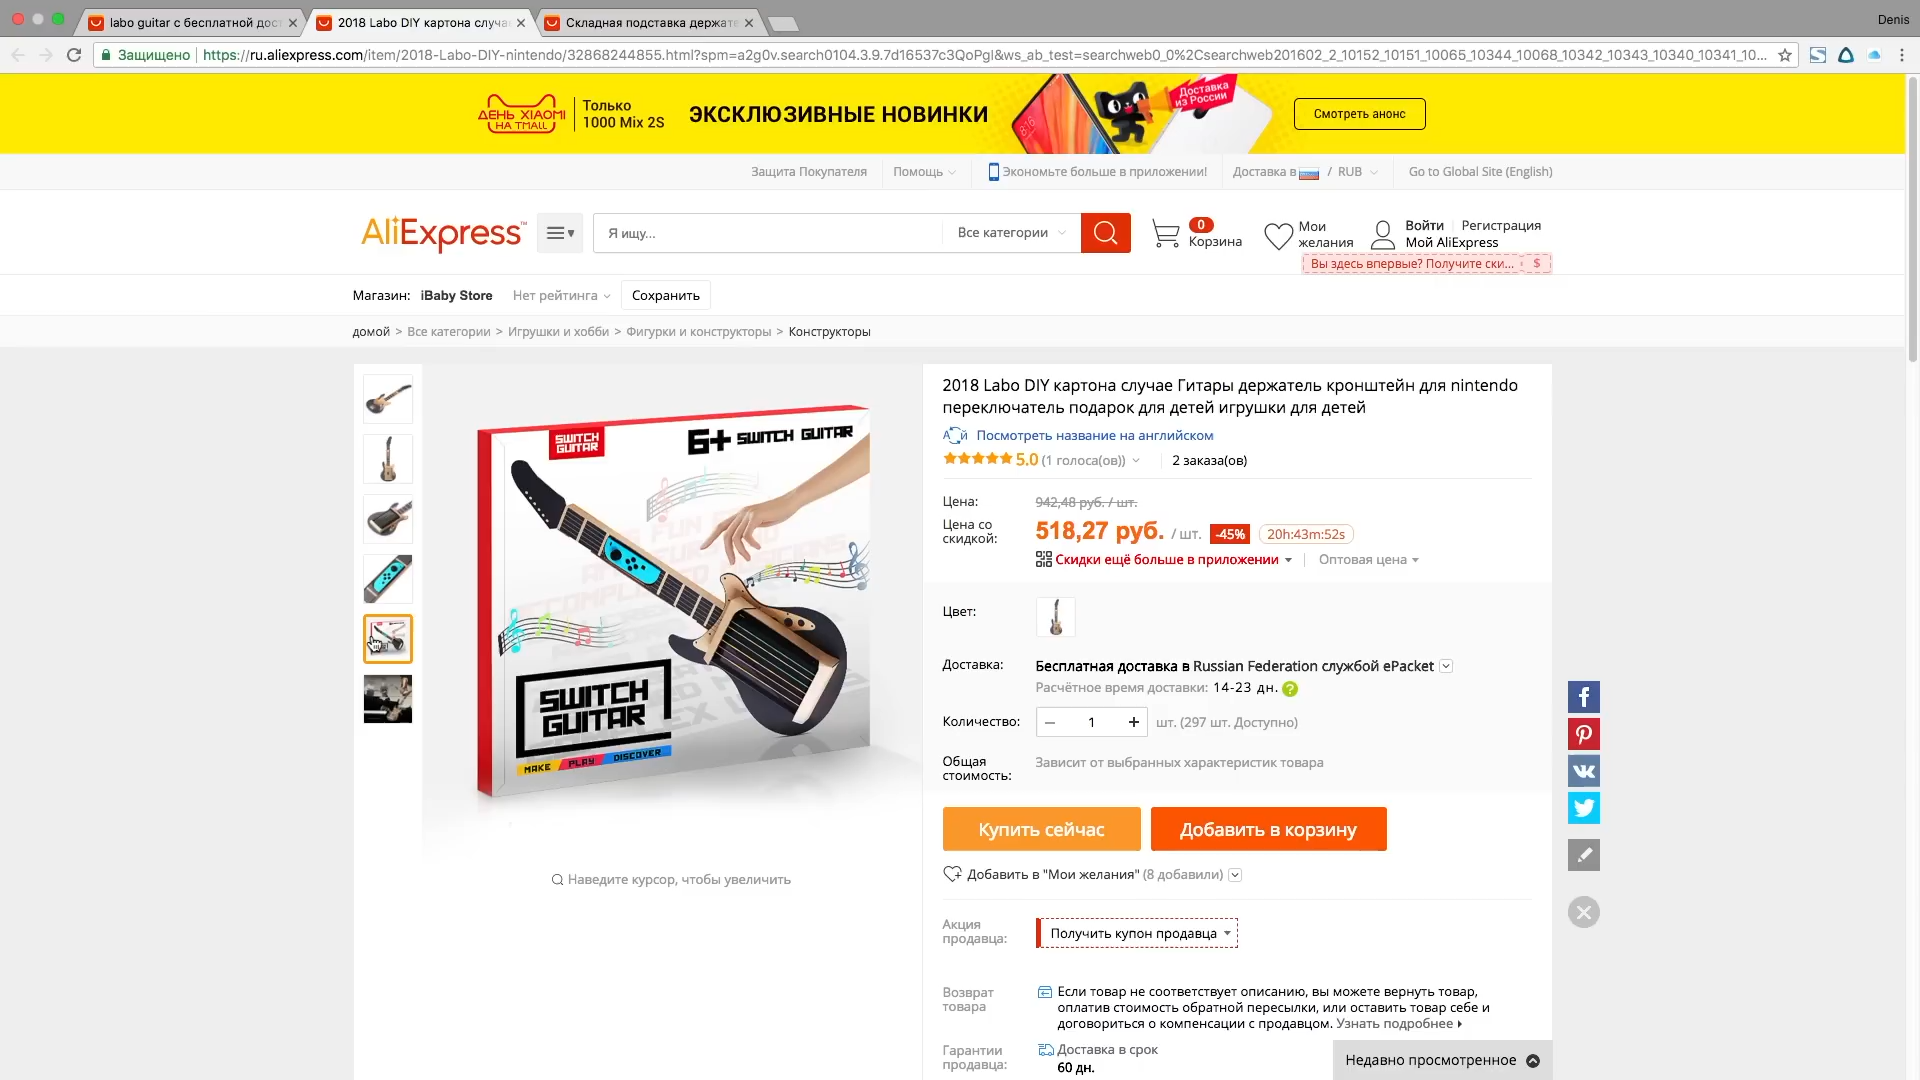 labo guitar с бесплатной дост
2018 Labo DIY картона случа
Складная подставка держате
Denis
Защищено
https://ru.aliexpress.com/item/2018-Labo-DIY-nintendo/32868244855.html?spm=a2g0v.search0104.3.9.7d16537c3QoPgI&ws_ab_test=searchweb0_0%2Csearchweb201602_2_10152_10151_10065_10344_10068_10342_10343_10340_10341_10...
ДЕНЬ XIAOMI
НА TMALL
Только
1000 Mix 2S
ЭКСКЛЮЗИВНЫЕ НОВИНКИ
Доставка
из России
Смотреть анонс
Защита Покупателя
Помощь
Экономьте больше в приложении!
Доставка в / RUB
Go to Global Site (English)
AliExpress™
Я ищу...
Все категории
0
Корзина
Мои
желания
Войти
Регистрация
Мой AliExpress
Вы здесь впервые? Получите ски...
$
Магазин: iBaby Store
Нет рейтинга
Сохранить
домой > Все категории > Игрушки и хобби > Фигурки и конструкторы > Конструкторы
SWITCH
GUITAR
6+ SWITCH GUITAR
SWITCH
GUITAR
MAKE PLAY DISCOVER
Наведите курсор, чтобы увеличить
2018 Labo DIY картона случае Гитары держатель кронштейн для nintendo
переключатель подарок для детей игрушки для детей
Посмотреть название на английском
5.0 (1 голоса(ов))
2 заказа(ов)
Цена:
942,48 руб. / шт.
Цена со
скидкой:
518,27 руб. / шт.
-45%
20h:43m:52s
Скидки ещё больше в приложении
Оптовая цена
Цвет:
Доставка:
Бесплатная доставка в Russian Federation службой ePacket
Расчётное время доставки: 14-23 дн. ?
Количество:
1
шт. (297 шт. Доступно)
Общая
стоимость:
Зависит от выбранных характеристик товара
Купить сейчас
Добавить в корзину
Добавить в "Мои желания" (8 добавили)
Акция
продавца:
Получить купон продавца
Возврат
товара
Если товар не соответствует описанию, вы можете вернуть товар,
оплатив стоимость обратной пересылки, или оставить товар себе и
договориться о компенсации с продавцом. Узнать подробнее
Гарантии
продавца:
Доставка в срок
60 дн.
Недавно просмотренное